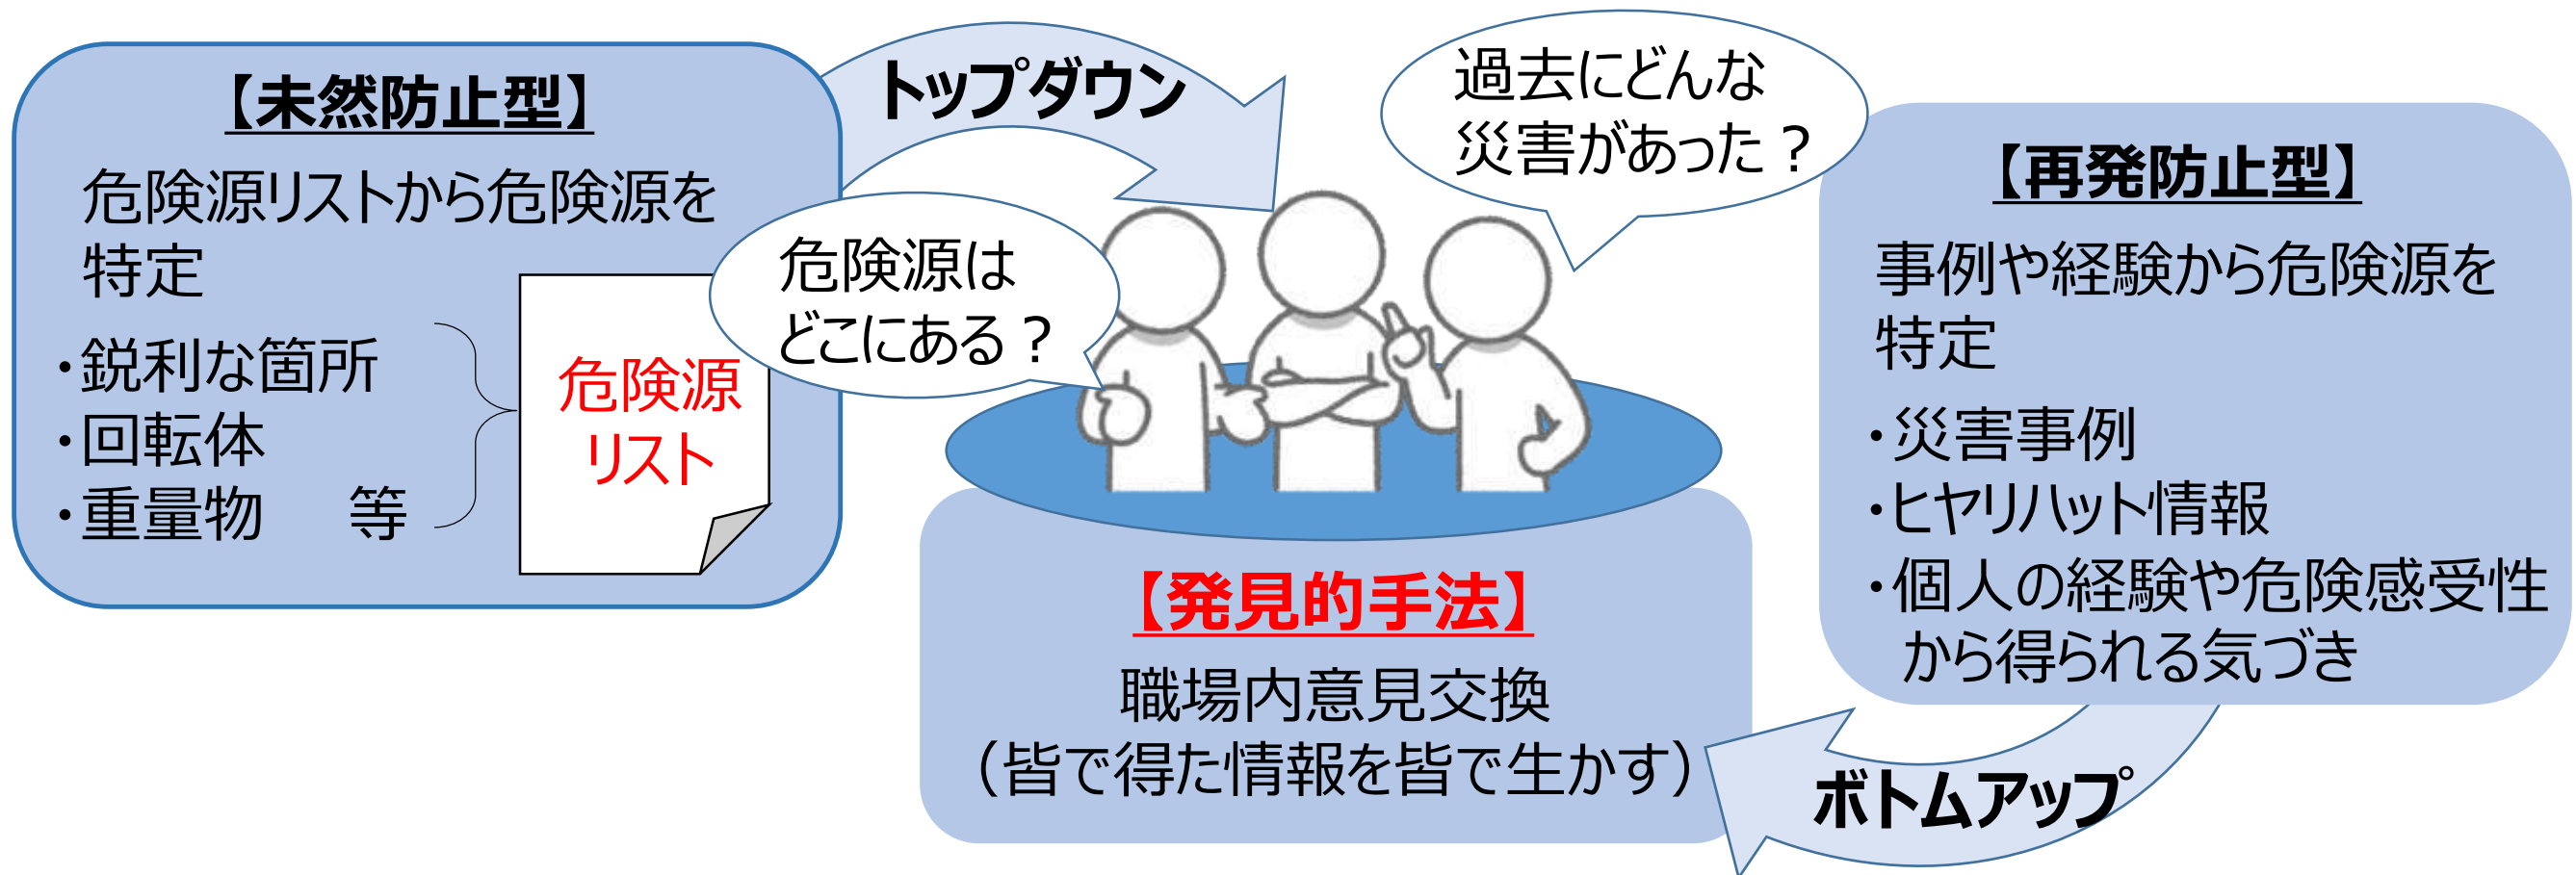 【未然防止型】
危険源リストから危険源を
特定
・鋭利な箇所
・回転体
・重量物 等
危険源
リスト
トップダウン
危険源は
どこにある？
過去にどんな
災害があった？
【発見的手法】
職場内意見交換
（皆で得た情報を皆で生かす）
【再発防止型】
事例や経験から危険源を
特定
・災害事例
・ヒヤリハット情報
・個人の経験や危険感受性
から得られる気づき
ボトムアップ